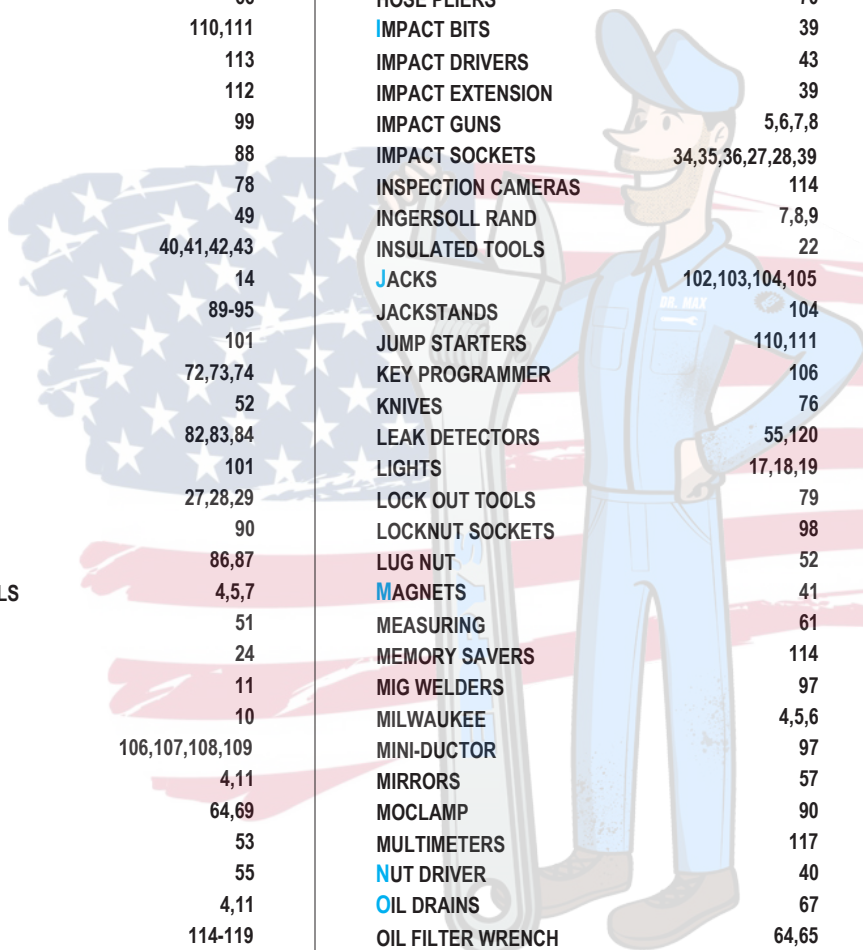 110,111
113
112
99
88
78
49
40,41,42,43
14
89-95
101
72,73,74
52
82,83,84
101
27,28,29
90
86,87
LS 4,5,7
51
24
11
10
106,107,108,109
4,11
64,69
53
55
4,11
114-119
HOSE PLIERS
IMPACT BITS 39
IMPACT DRIVERS 43
IMPACT EXTENSION 39
IMPACT GUNS 5,6,7,8
IMPACT SOCKETS 34,35,36,27,28,39
INSPECTION CAMERAS 114
INGERSOLL RAND 7,8,9
INSULATED TOOLS 22
JACKS 102,103,104,105
JACKSTANDS 104
JUMP STARTERS 110,111
KEY PROGRAMMER 106
KNIVES 76
LEAK DETECTORS 55,120
LIGHTS 17,18,19
LOCK OUT TOOLS 79
LOCKNUT SOCKETS 98
LUG NUT 52
MAGNETS 41
MEASURING 61
MEMORY SAVERS 114
MIG WELDERS 97
MILWAUKEE 4,5,6
MINI-DUCTOR 97
MIRRORS 57
MOCLAMP 90
MULTIMETERS 117
NUT DRIVER 40
OIL DRAINS 67
OIL FILTER WRENCH 64,65
DR. MAX